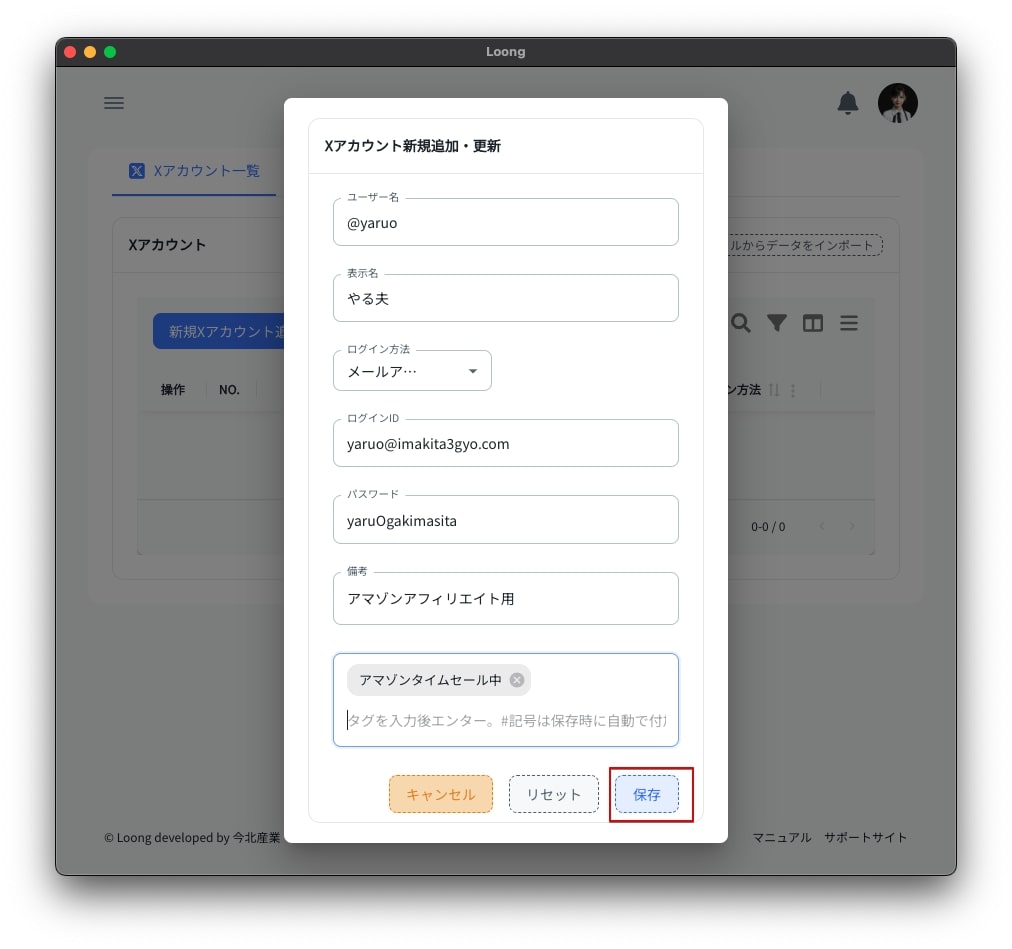 Loong
Xアカウント一覧
Xアカウント
ルからデータをインポート
新規Xアカウント追
操作
NO.
ン方法
0-0 / 0
Xアカウント新規追加・更新
ユーザー名
@yaruo
表示名
やる夫
ログイン方法
メールア…
ログインID
yaruo@imakita3gyo.com
パスワード
yaruOgakimasita
備考
アマゾンアフィリエイト用
アマゾンタイムセール中
タグを入力後エンター。#記号は保存時に自動で付
キャンセル
リセット
保存
© Loong developed by 今北産業
マニュアル
サポートサイト